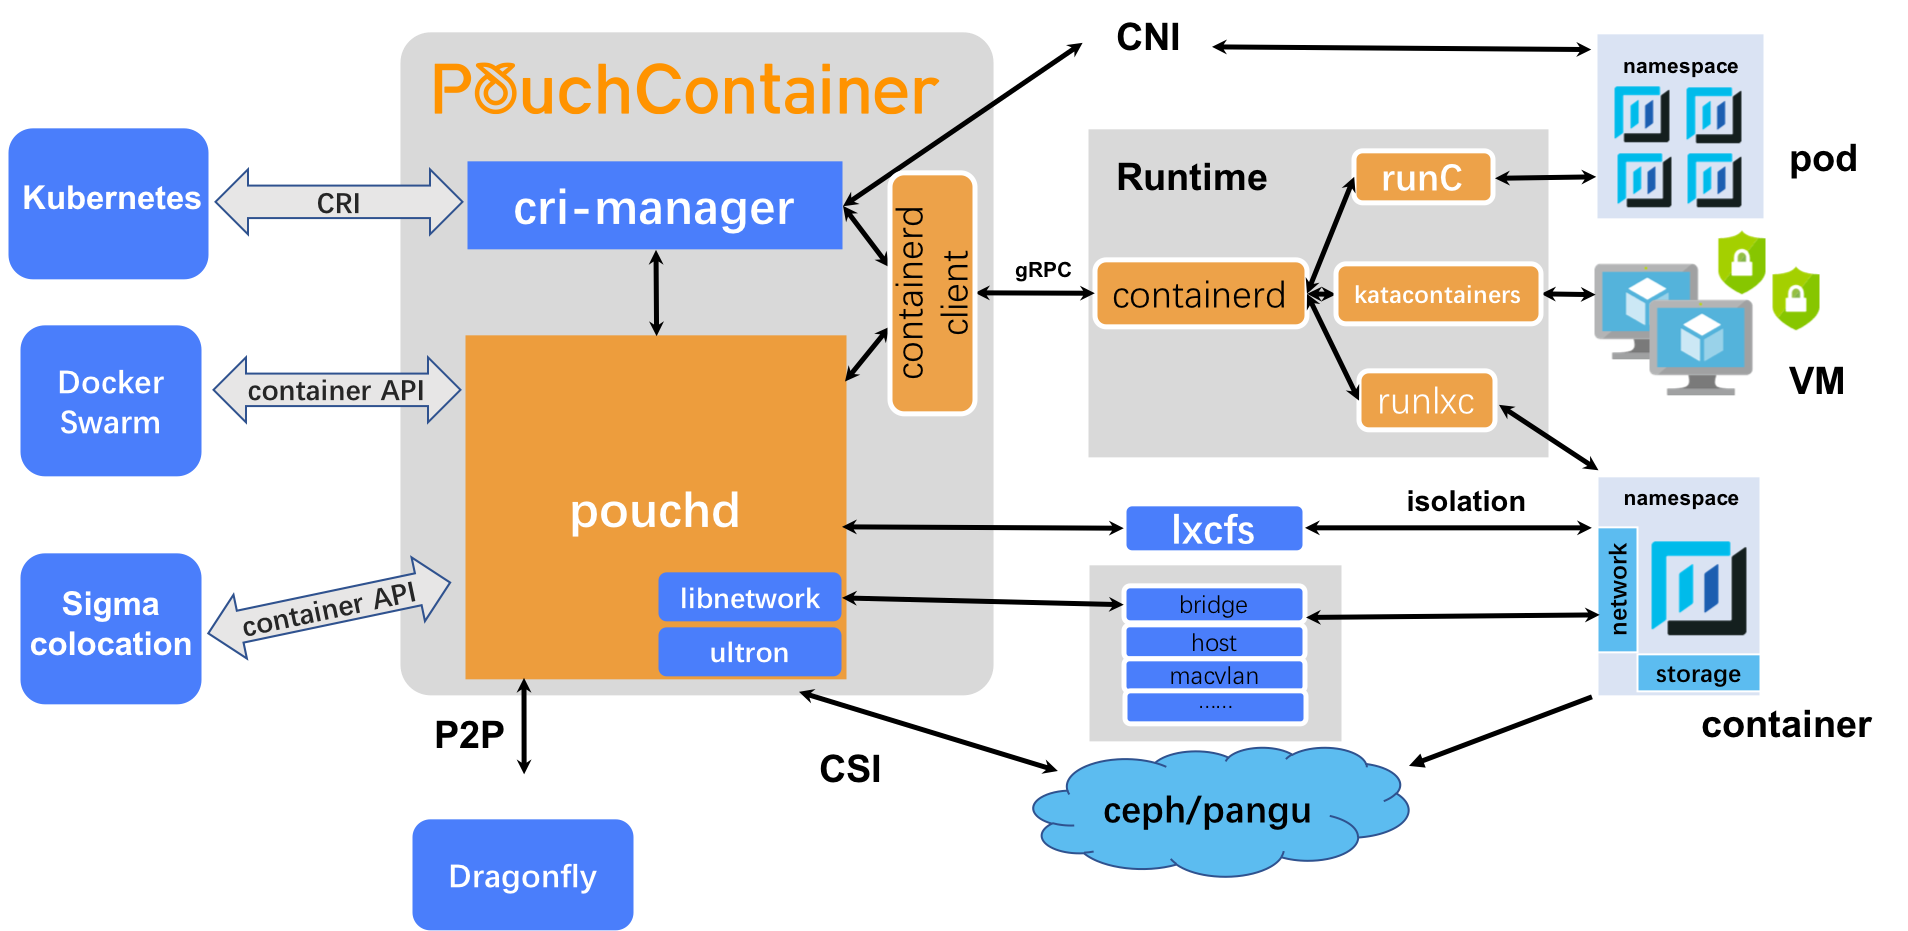 PouchContainer
CNI
namespace
pod
Kubernetes
CRI
cri-manager
containerd
client
gRPC
Runtime
runC
containerd
katacontainers
runlxc
VM
Docker
Swarm
container API
pouchd
libnetwork
ultron
lxcfs
isolation
namespace
network
storage
container
bridge
host
macvlan
......
Sigma
colocation
container API
P2P
CSI
ceph/pangu
Dragonfly